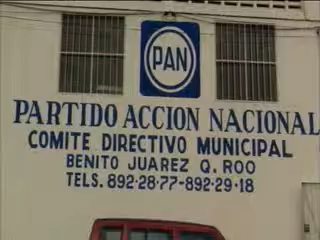 PAN
PARTIDO ACCION NACIONAL
COMITE DIRECTIVO MUNICIPAL
BENITO JUAREZ Q. ROO
TELS. 892-28-77-892-29-18